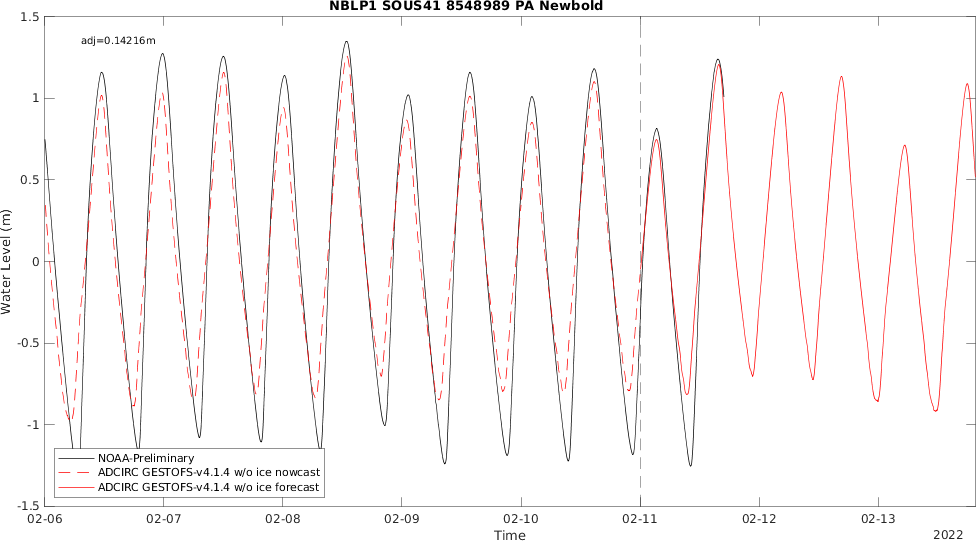 NBLP1 SOUS41 8548989 PA Newbold
adj=0.14216m
1.5
1
0.5
0
-0.5
-1
-1.5
Water Level (m)
NOAA-Preliminary
ADCIRC GESTOFS-v4.1.4 w/o ice nowcast
ADCIRC GESTOFS-v4.1.4 w/o ice forecast
02-06 02-07 02-08 02-09 02-10 02-11 02-12 02-13
Time
2022